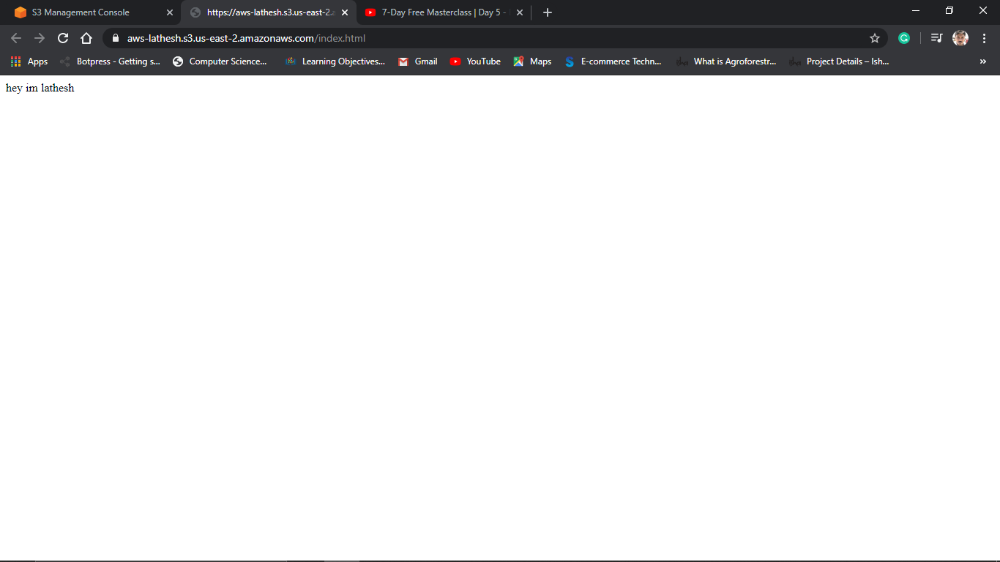 S3 Management Console
https://aws-lathesh.s3.us-east-2.a
7-Day Free Masterclass | Day 5 -
aws-lathesh.s3.us-east-2.amazonaws.com/index.html
Apps
Botpress - Getting s...
Computer Science...
Learning Objectives...
Gmail
YouTube
Maps
E-commerce Techn...
What is Agroforestr...
Project Details – Ish...
hey im lathesh